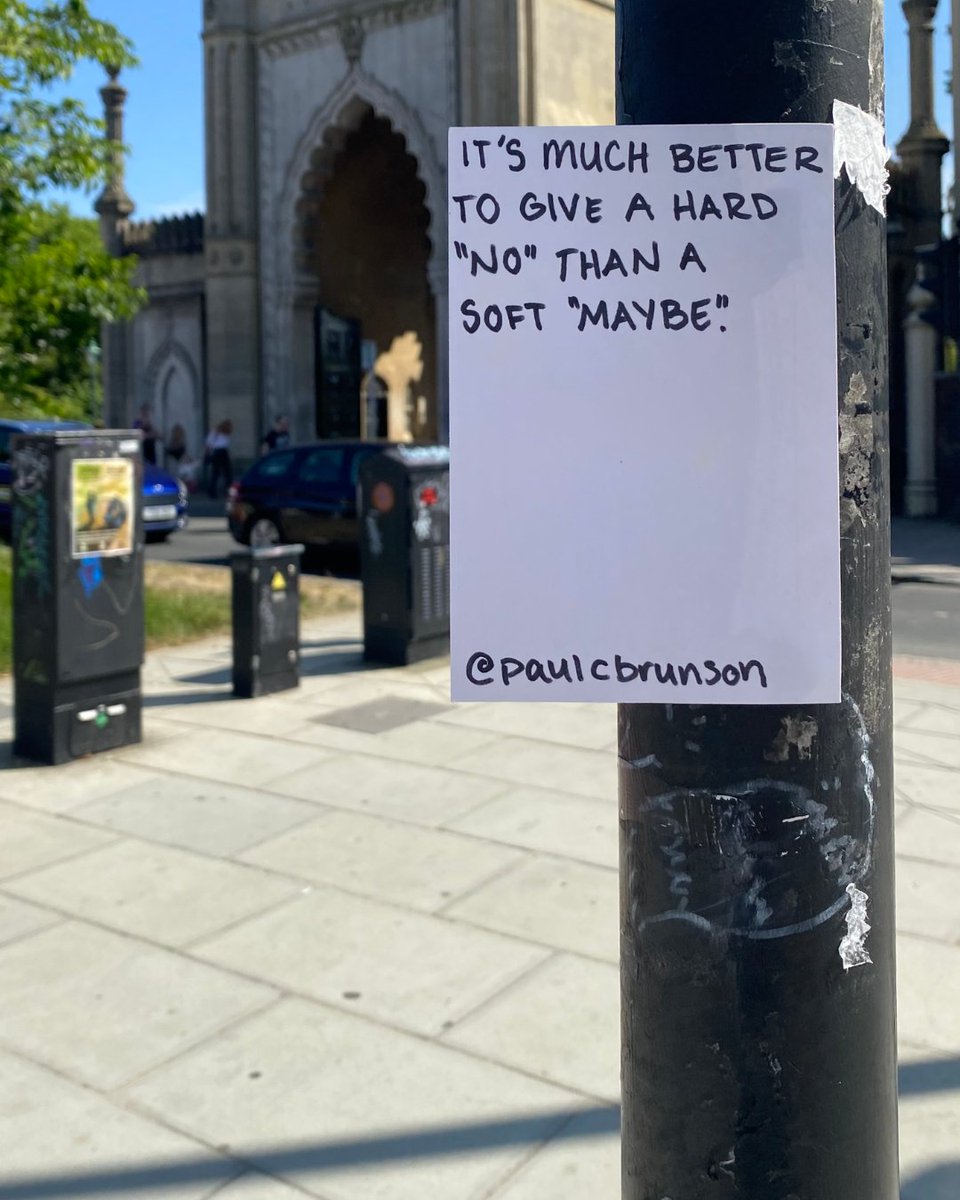 IT'S MUCH BETTER
TO GIVE A HARD
"NO" THAN A
SOFT "MAYBE".
@paulcbrunson